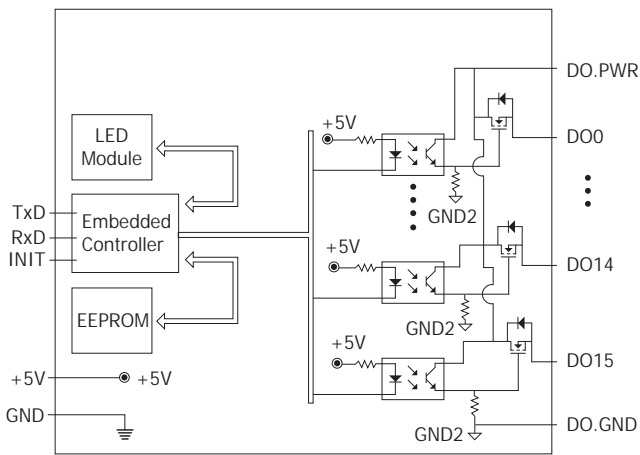 DO.PWR
+5V
LED
Module
DO0
TxD
RxD
INIT
Embedded
Controller
GND2
+5V
DO14
EEPROM
GND2
+5V
+5V
+5V
DO15
GND
GND2
DO.GND